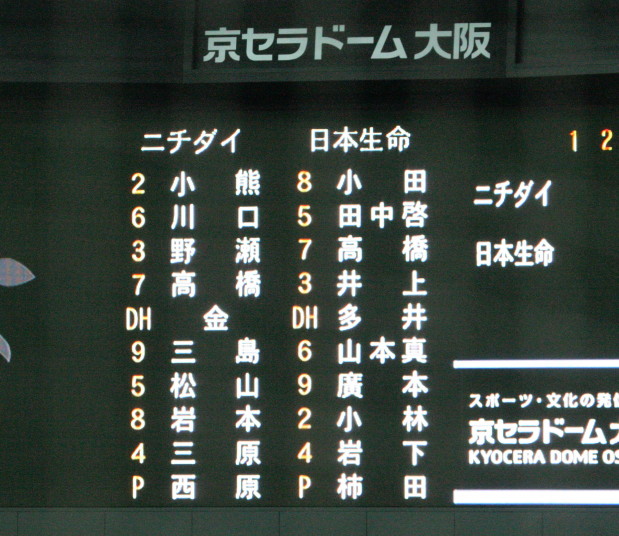 京セラドーム大阪
ニチダイ 日本生命 1 2
2 小熊 8 小田
6 川口 5 田中啓
3 野瀬 7 高橋
7 高橋 3 井上
DH 金 DH 多井
9 三島 6 山本真
5 松山 9 廣本
8 岩本 2 小林
4 三原 4 岩下
P 西原 P 柿田
ニチダイ
日本生命
スポーツ・文化の発信
京セラドーム大
KYOCERA DOME OS